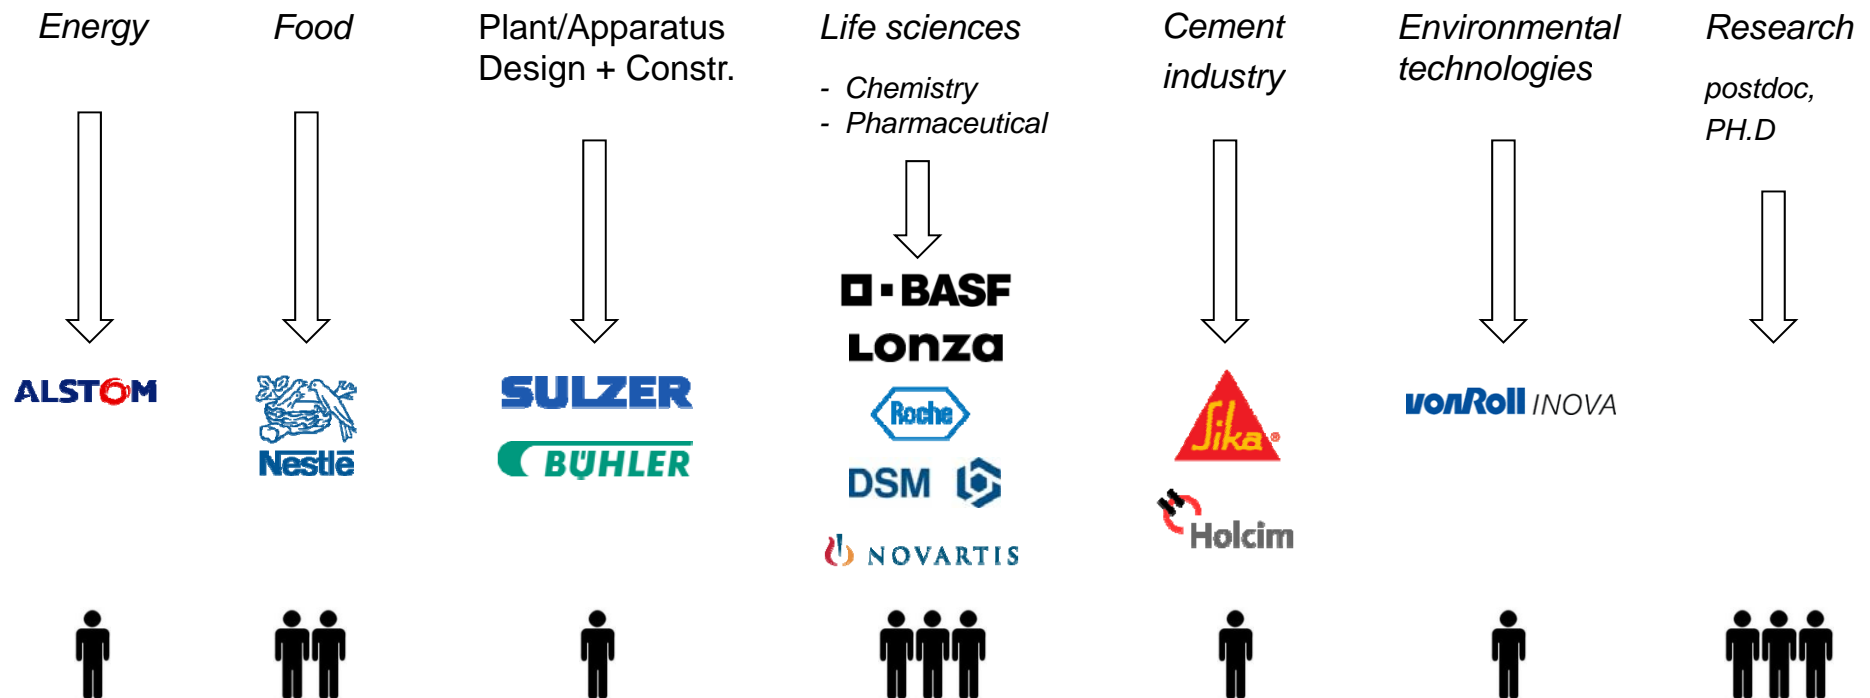 Energy
Food
Plant/Apparatus
Design + Constr.
Life sciences
- Chemistry
- Pharmaceutical
Cement
industry
Environmental
technologies
Research
postdoc,
PH.D
ALSTOM
Nestlé
SULZER
BÜHLER
BASF
Lonza
Roche
DSM
NOVARTIS
Sika®
Holcim
vonRoll INOVA